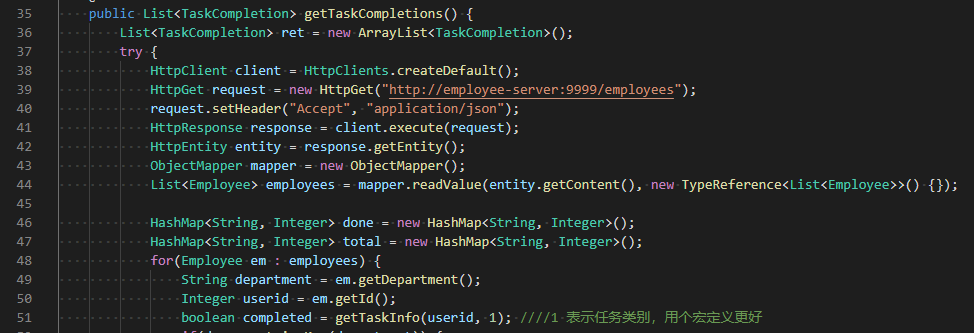 35 public List<TaskCompletion> getTaskCompletions() {
36 List<TaskCompletion> ret = new ArrayList<TaskCompletion>();
37 try {
38 HttpClient client = HttpClients.createDefault();
39 HttpGet request = new HttpGet("http://employee-server:9999/employees");
40 request.setHeader("Accept", "application/json");
41 HttpResponse response = client.execute(request);
42 HttpEntity entity = response.getEntity();
43 ObjectMapper mapper = new ObjectMapper();
44 List<Employee> employees = mapper.readValue(entity.getContent(), new TypeReference<List<Employee>>() {});
45
46 HashMap<String, Integer> done = new HashMap<String, Integer>();
47 HashMap<String, Integer> total = new HashMap<String, Integer>();
48 for(Employee em : employees) {
49 String department = em.getDepartment();
50 Integer userid = em.getId();
51 boolean completed = getTaskInfo(userid, 1); ////1 表示任务类别，用个宏定义更好